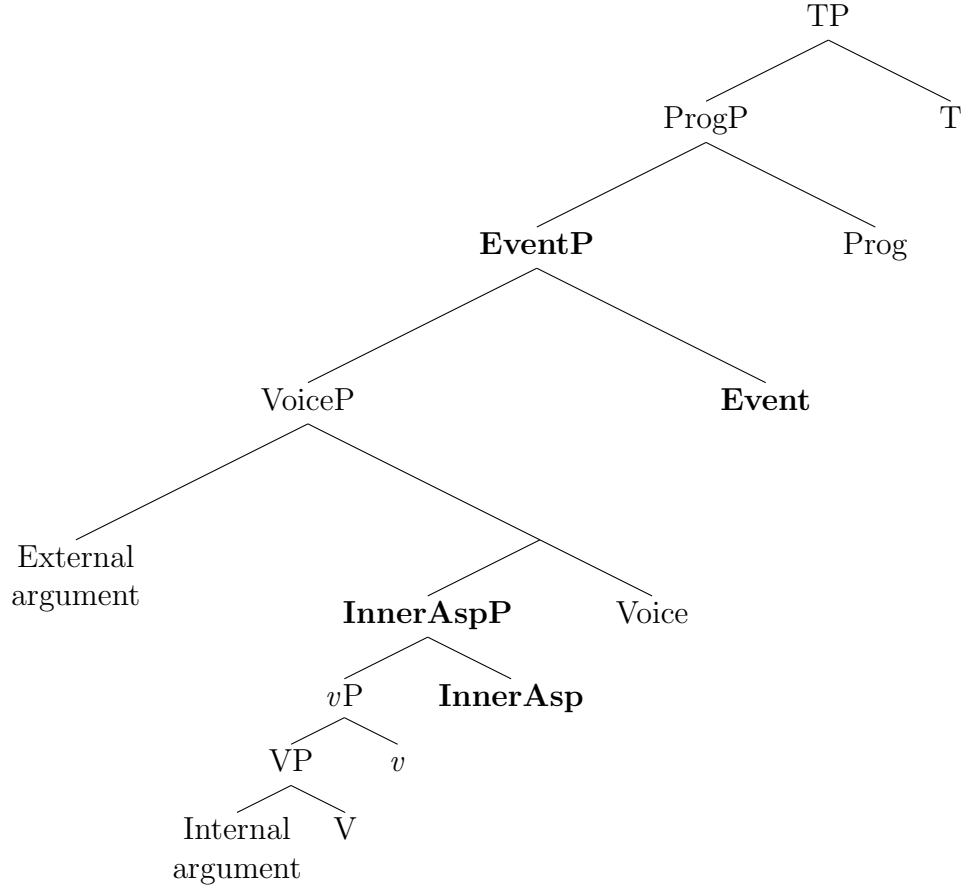 TP
ProgP T
EventP Prog
VoiceP Event
External
argument
InnerAspP Voice
vP InnerAsp
VP v
Internal V
argument